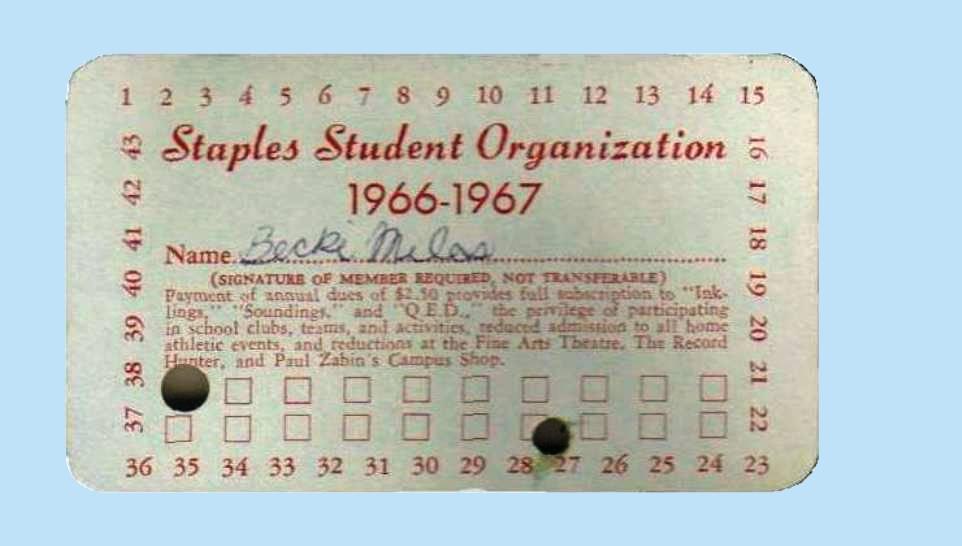 1 2 3 4 5 6 7 8 9 10 11 12 13 14 15
Staples Student Organization
1966-1967
Name Becki Melos
(SIGNATURE OF MEMBER REQUIRED, NOT TRANSFERABLE)
Payment of annual dues of $2.50 provides full subscription to "Ink-
lings," "Soundings," and "Q.E.D.," the privilege of participating
in school clubs, teams, and activities, reduced admission to all home
athletic events, and reductions at the Fine Arts Theatre, The Record
Hunter, and Paul Zabin's Campus Shop.
16 17 18 19 20 21 22
36 35 34 33 32 31 30 29 28 27 26 25 24 23
37 38 39 40 41 42 43